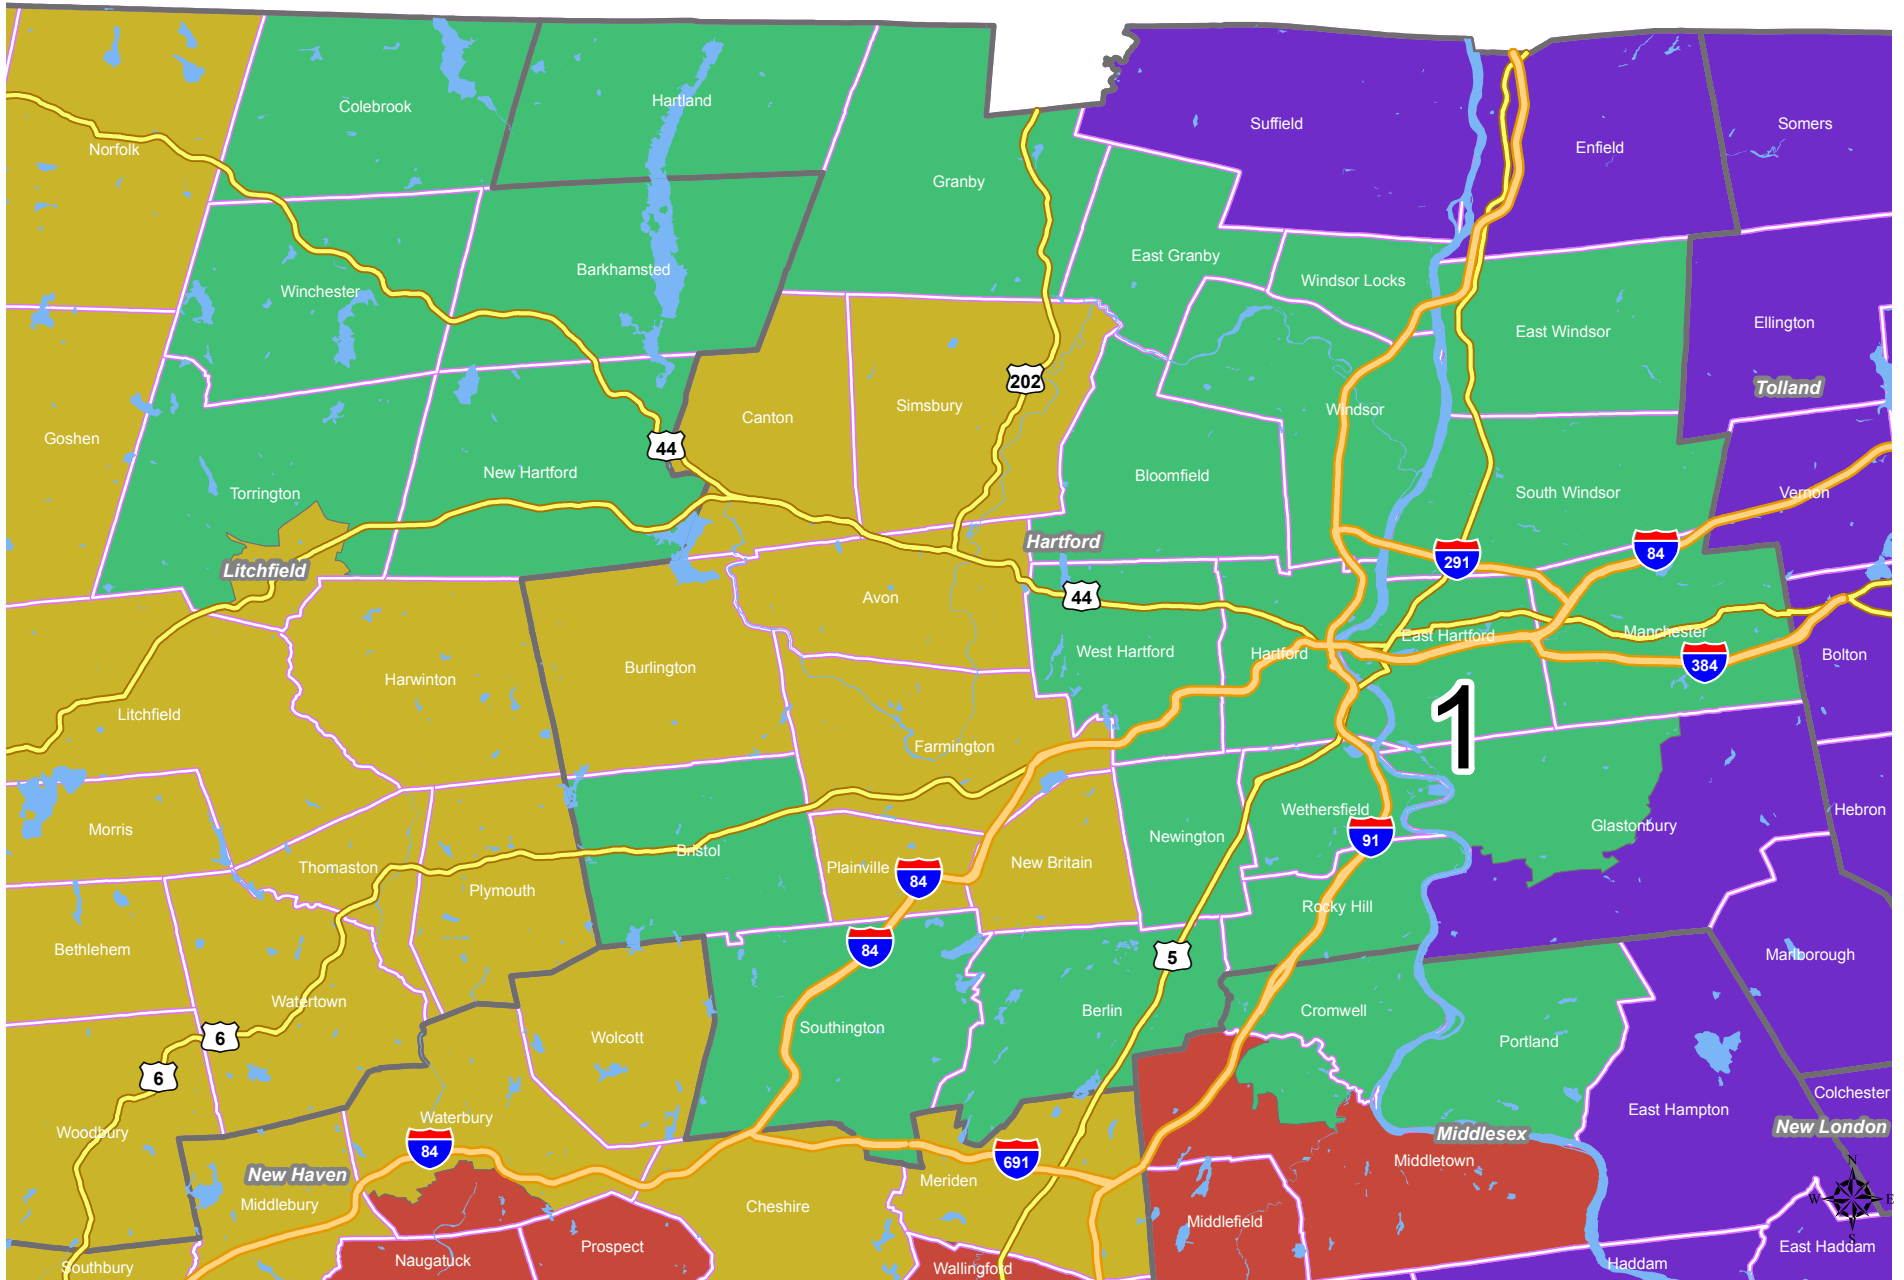 Colebrook
Hartland
Suffield
Enfield
Somers
Norfolk
Granby
East Granby
Windsor Locks
Barkhamsted
Winchester
East Windsor
Ellington
Tolland
202
Canton
Simsbury
Windsor
Goshen
44
New Hartford
Torrington
Bloomfield
South Windsor
Vernon
Hartford
Litchfield
291
84
44
Avon
West Hartford
Hartford
East Hartford
Manchester
384
Bolton
Burlington
Harwinton
Litchfield
1
Farmington
Morris
Thomaston
Plymouth
Bristol
Plainville
84
New Britain
Newington
Wethersfield
91
Glastonbury
Hebron
Rocky Hill
Bethlehem
Watertown
84
5
Marlborough
Wolcott
Southington
Berlin
Cromwell
Portland
6
6
Colchester
East Hampton
New London
Woodbury
Waterbury
84
691
Middlesex
Middletown
New Haven
Middlebury
Meriden
Cheshire
Middlefield
N
W
E
S
Southbury
Naugatuck
Prospect
Wallingford
Haddam
East Haddam